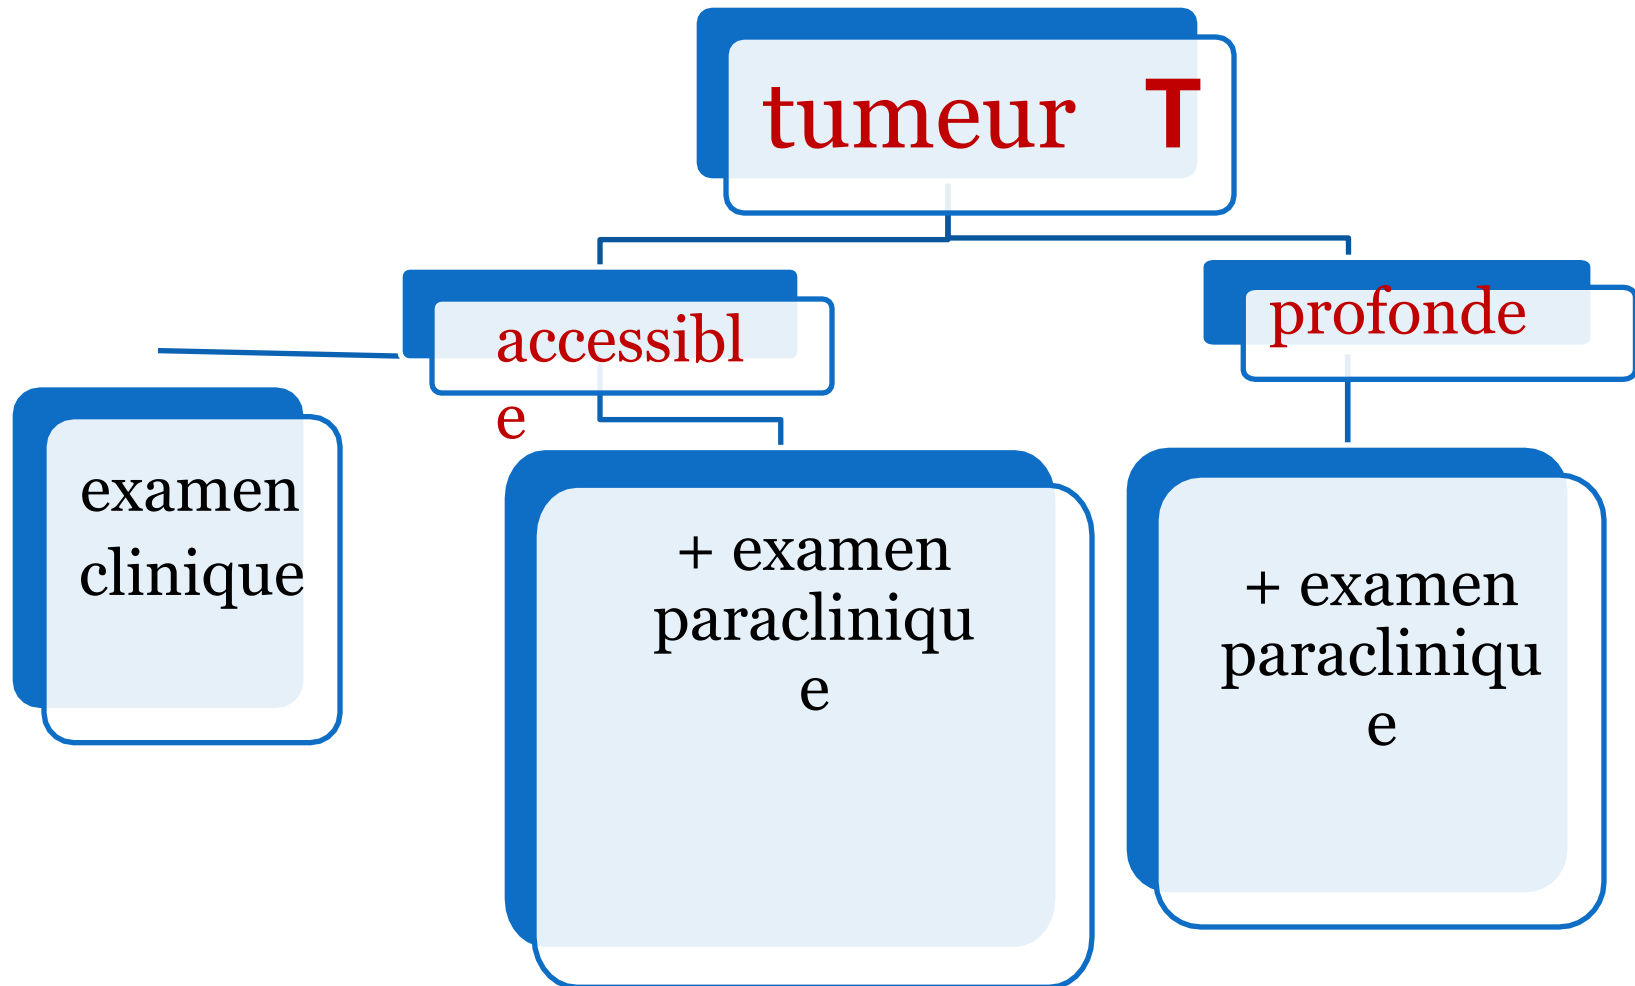 tumeur T
accessibl
e
profonde
examen
clinique
+ examen
paracliniqu
e
+ examen
paracliniqu
e